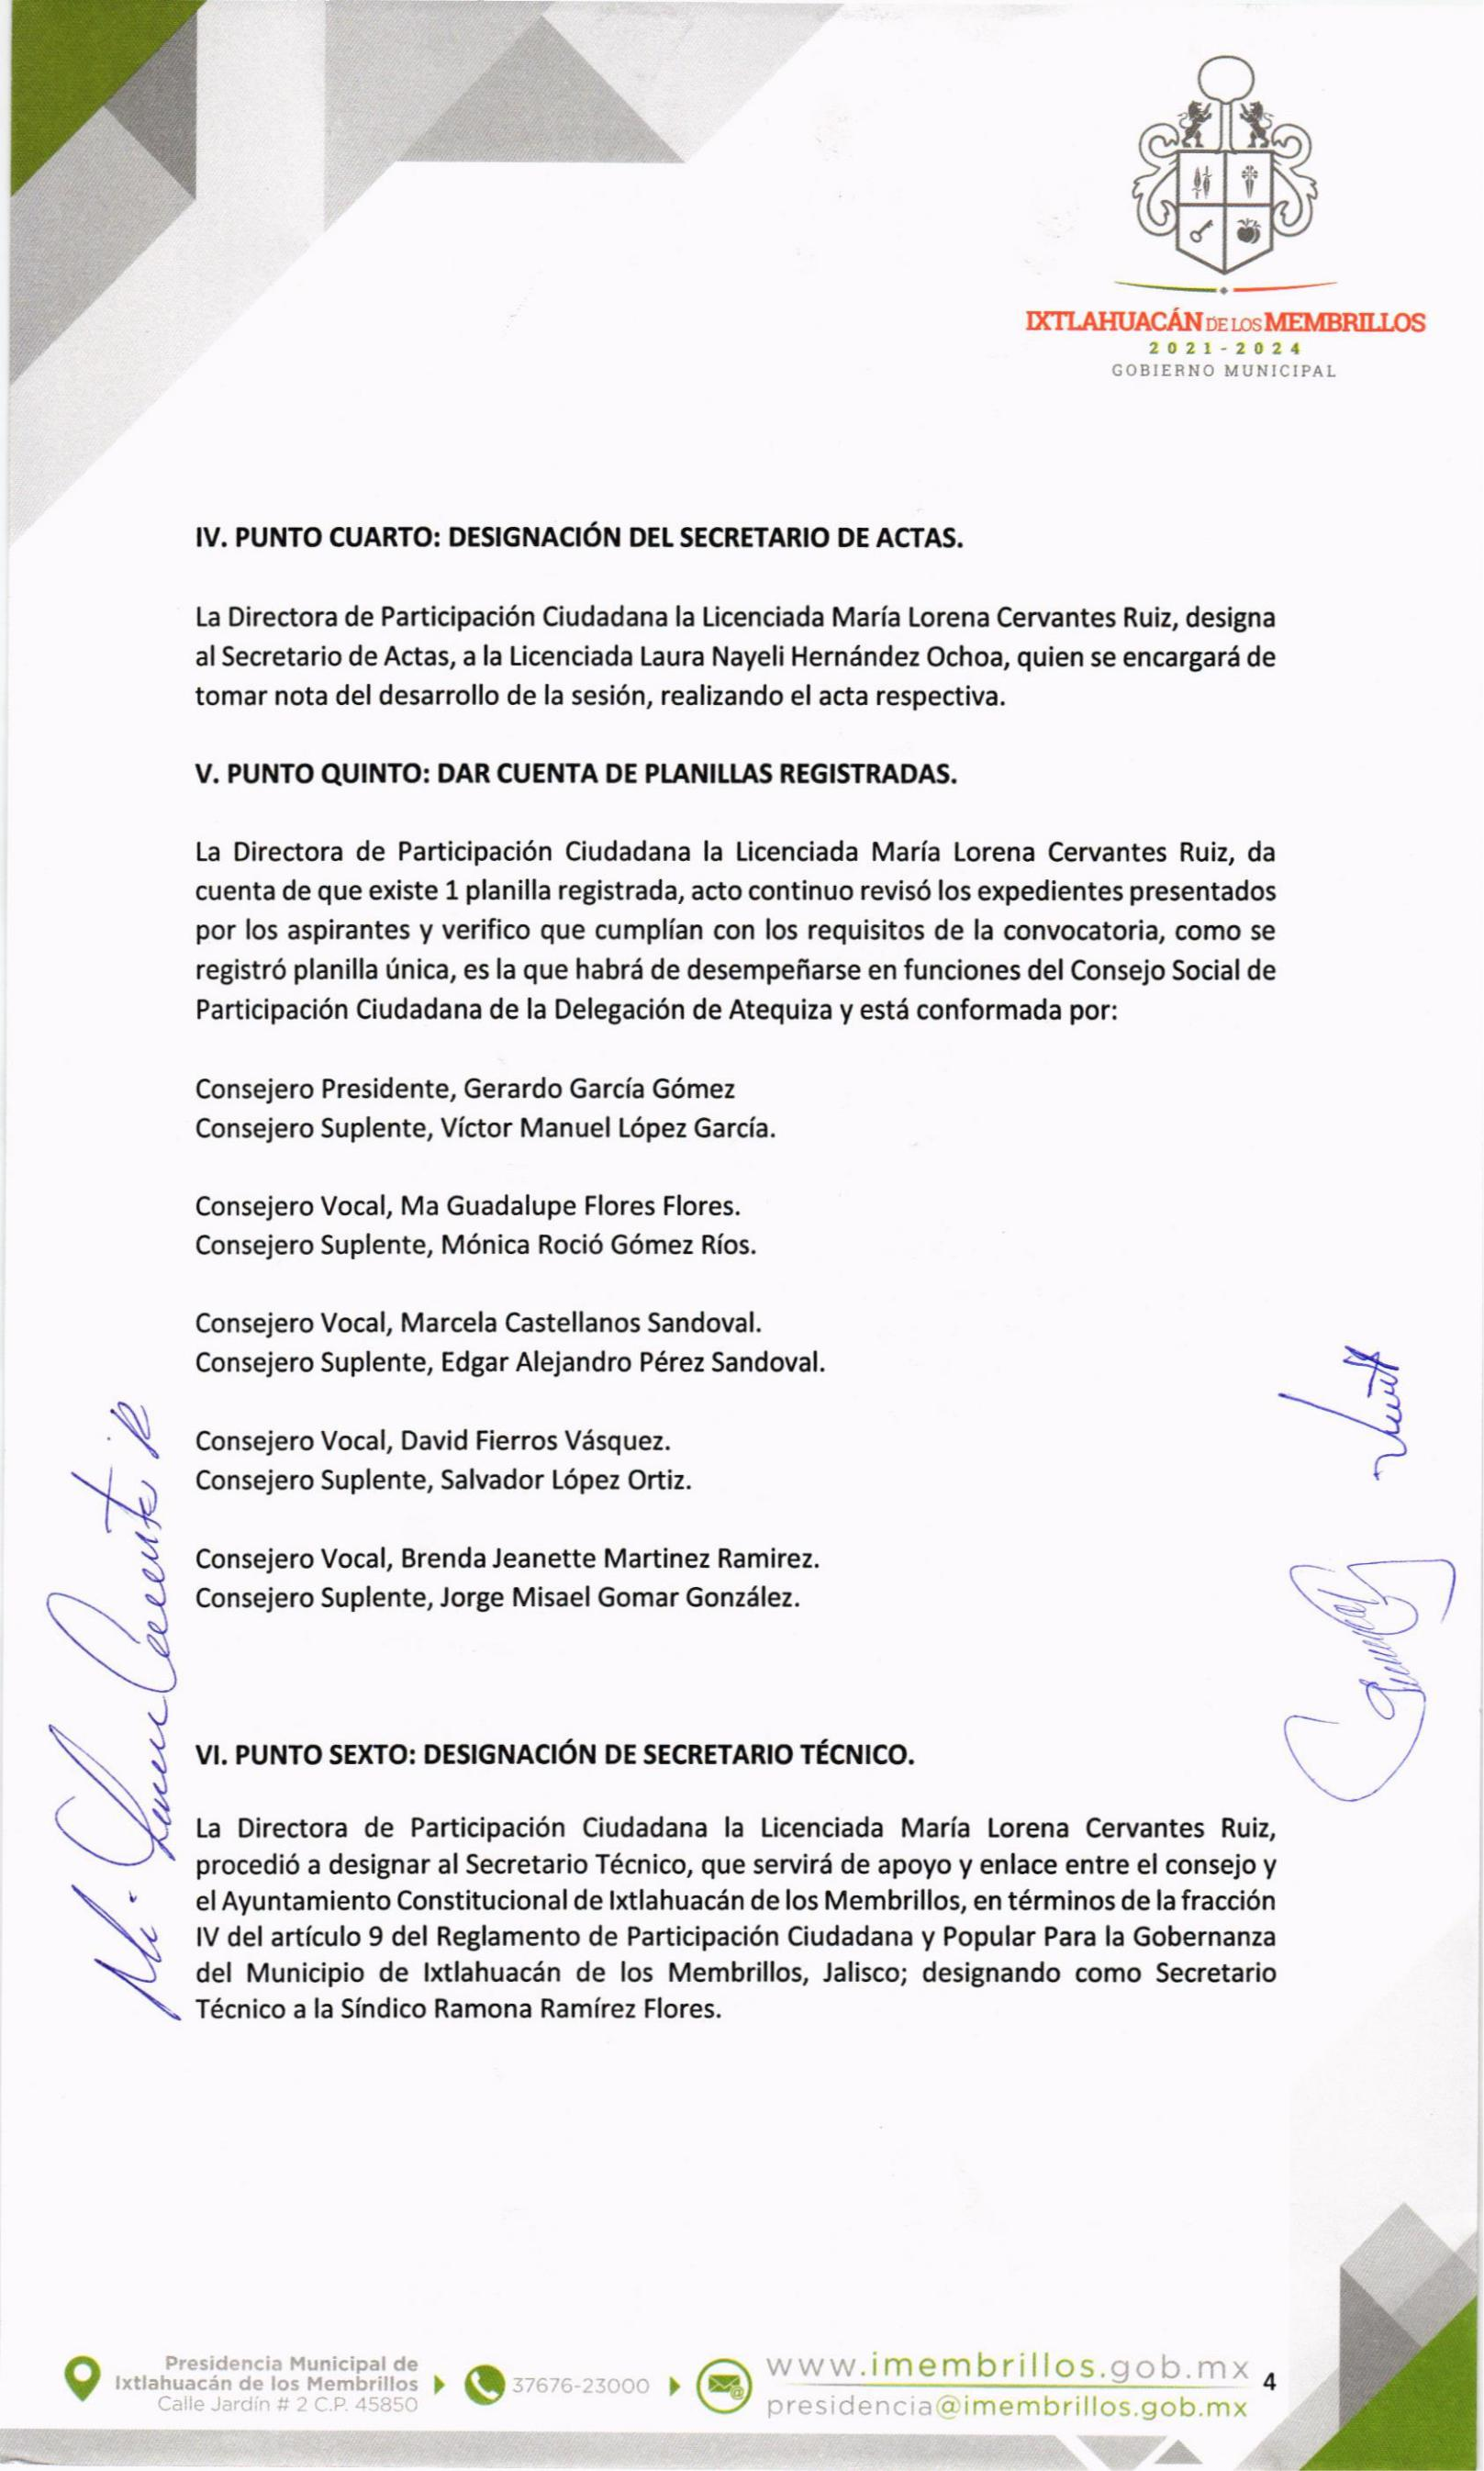 IXTLAHUACÁN DE LOS MEMBRILLOS
2021-2024
GOBIERNO MUNICIPAL
IV. PUNTO CUARTO: DESIGNACIÓN DEL SECRETARIO DE ACTAS.
La Directora de Participación Ciudadana la Licenciada María Lorena Cervantes Ruiz, designa
al Secretario de Actas, a la Licenciada Laura Nayeli Hernández Ochoa, quien se encargará de
tomar nota del desarrollo de la sesión, realizando el acta respectiva.
V. PUNTO QUINTO: DAR CUENTA DE PLANILLAS REGISTRADAS.
La Directora de Participación Ciudadana la Licenciada María Lorena Cervantes Ruiz, da
cuenta de que existe 1 planilla registrada, acto continuo revisó los expedientes presentados
por los aspirantes y verifico que cumplían con los requisitos de la convocatoria, como se
registró planilla única, es la que habrá de desempeñarse en funciones del Consejo Social de
Participación Ciudadana de la Delegación de Atequiza y está conformada por:
Consejero Presidente, Gerardo García Gómez
Consejero Suplente, Víctor Manuel López García.
Consejero Vocal, Ma Guadalupe Flores Flores.
Consejero Suplente, Mónica Roció Gómez Ríos.
Consejero Vocal, Marcela Castellanos Sandoval.
Consejero Suplente, Edgar Alejandro Pérez Sandoval.
Consejero Vocal, David Fierros Vásquez.
Consejero Suplente, Salvador López Ortiz.
Consejero Vocal, Brenda Jeanette Martinez Ramirez.
Consejero Suplente, Jorge Misael Gomar González.
VI. PUNTO SEXTO: DESIGNACIÓN DE SECRETARIO TÉCNICO.
La Directora de Participación Ciudadana la Licenciada María Lorena Cervantes Ruiz,
procedió a designar al Secretario Técnico, que servirá de apoyo y enlace entre el consejo y
el Ayuntamiento Constitucional de Ixtlahuacán de los Membrillos, en términos de la fracción
IV del artículo 9 del Reglamento de Participación Ciudadana y Popular Para la Gobernanza
del Municipio de Ixtlahuacán de los Membrillos, Jalisco; designando como Secretario
Técnico a la Síndico Ramona Ramírez Flores.
Presidencia Municipal de
Ixtlahuacán de los Membrillos
Calle Jardín # 2 C.P. 45850
37676-23000
www.imembrillos.gob.mx
presidencia@imembrillos.gob.mx
4